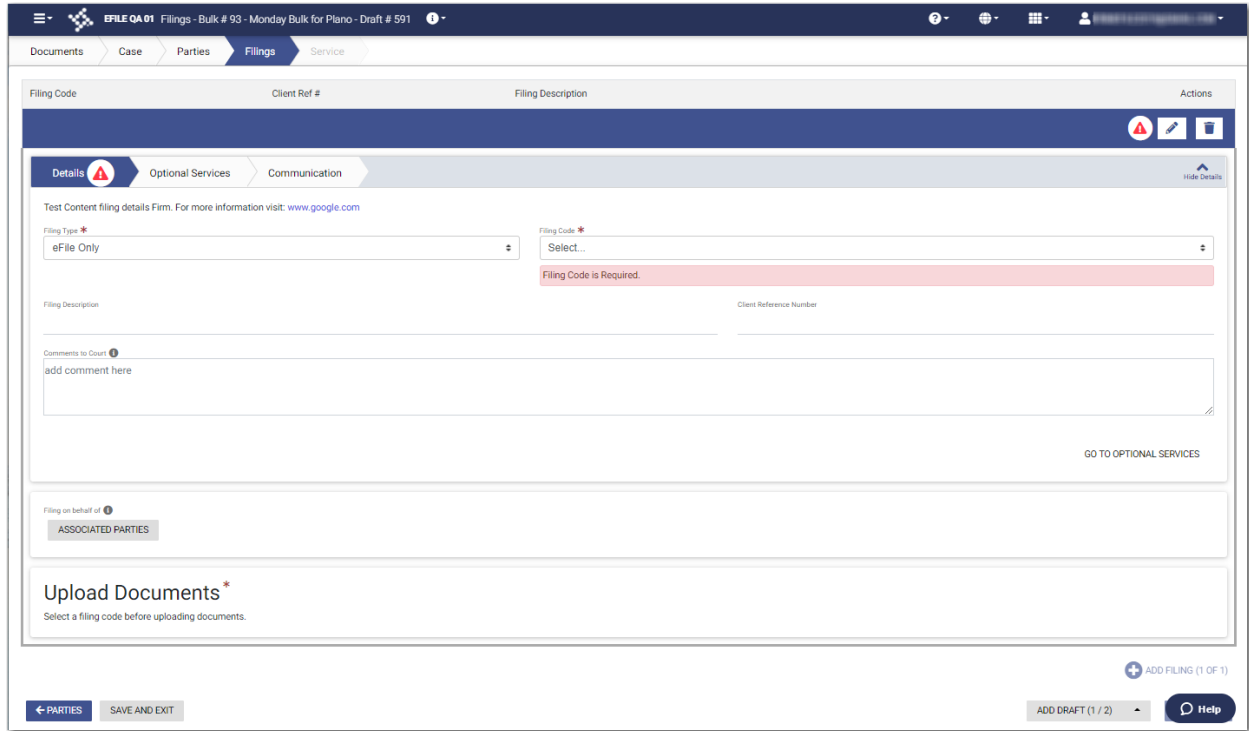 EFILE QA 01 Filings - Bulk # 93 - Monday Bulk for Plano - Draft # 591
Documents Case Parties Filings Service
Filing Code Client Ref # Filing Description Actions
Details Optional Services Communication Hide Details
Test Content filing details Firm. For more information visit: www.google.com
Filing Type * Filing Code *
eFile Only Select...
Filing Code is Required.
Filing Description Client Reference Number
Comments to Court
add comment here
GO TO OPTIONAL SERVICES
Filing on behalf of
ASSOCIATED PARTIES
Upload Documents*
Select a filing code before uploading documents.
ADD FILING (1 OF 1)
PARTIES SAVE AND EXIT ADD DRAFT (1 / 2) Help